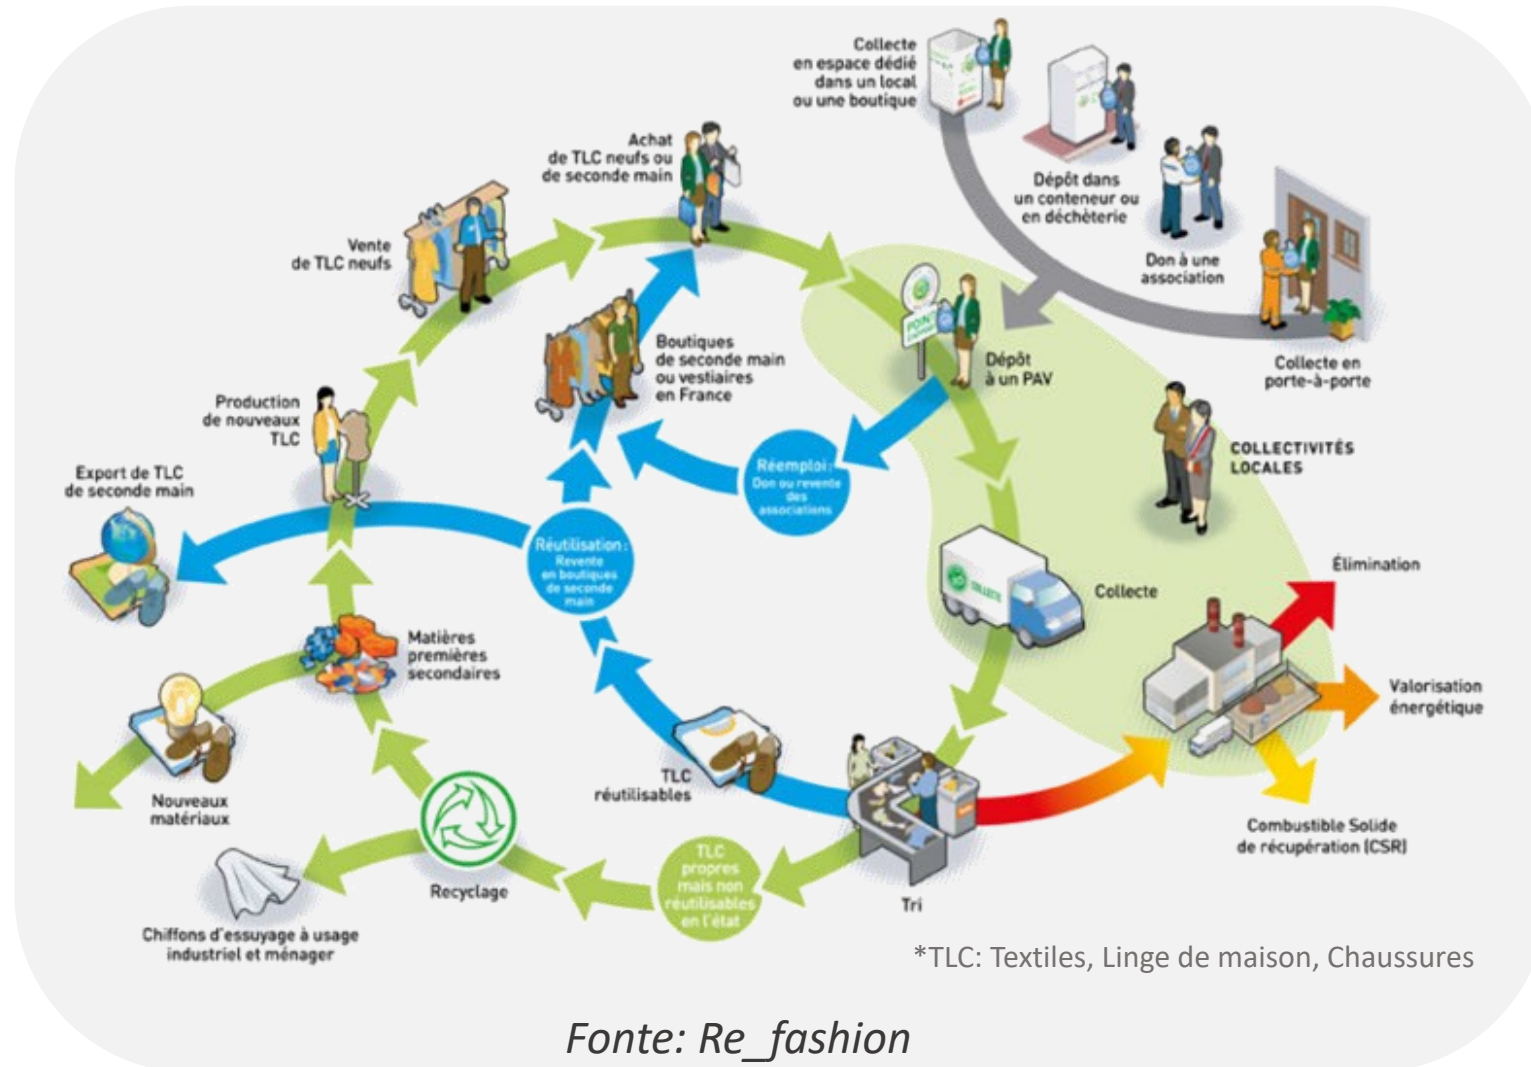 Collecte
en espace dédié
dans un local
ou une boutique
Dépôt dans
un conteneur ou
en déchèterie
Don à une
association
Collecte en
porte-à-porte
Achat
de TLC neufs ou
de seconde main
Vente
de TLC neufs
Boutiques
de seconde main
ou vestiaires
en France
POINT
Dépôt
à un PAV
Production
de nouveaux
TLC
Export de TLC
de seconde main
Réemploi :
Don ou revente
des
associations
COLLECTIVITÉS
LOCALES
Réutilisation :
Revente
en boutiques
de seconde
main
COLLECTE
Collecte
Élimination
Matières
premières
secondaires
Valorisation
énergétique
Nouveaux
matériaux
TLC
réutilisables
Combustible Solide
de récupération (CSR)
TLC
propres
mais non
réutilisables
en l'état
Recyclage
Tri
Chiffons d'essuyage à usage
industriel et ménager
*TLC: Textiles, Linge de maison, Chaussures
Fonte: Re_fashion